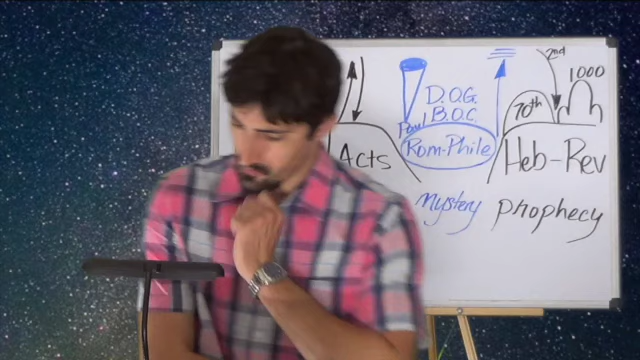 2nd
1000
D.O.G.
B.O.C.
70th
Paul
Acts
Rom-Phile
Heb-Rev
mystery
prophecy